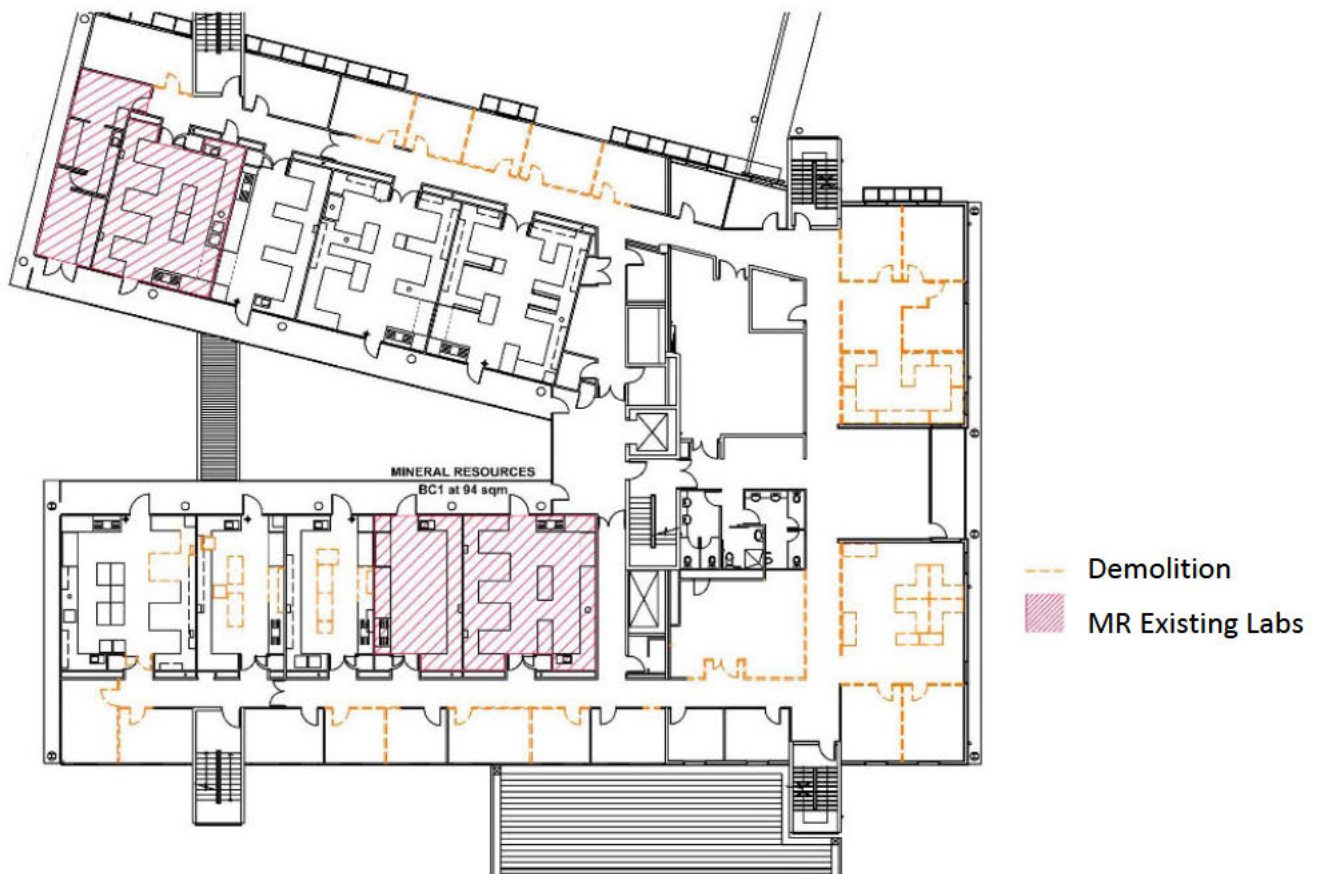 MINERAL RESOURCES
BC1 at 94 sqm
Demolition
MR Existing Labs